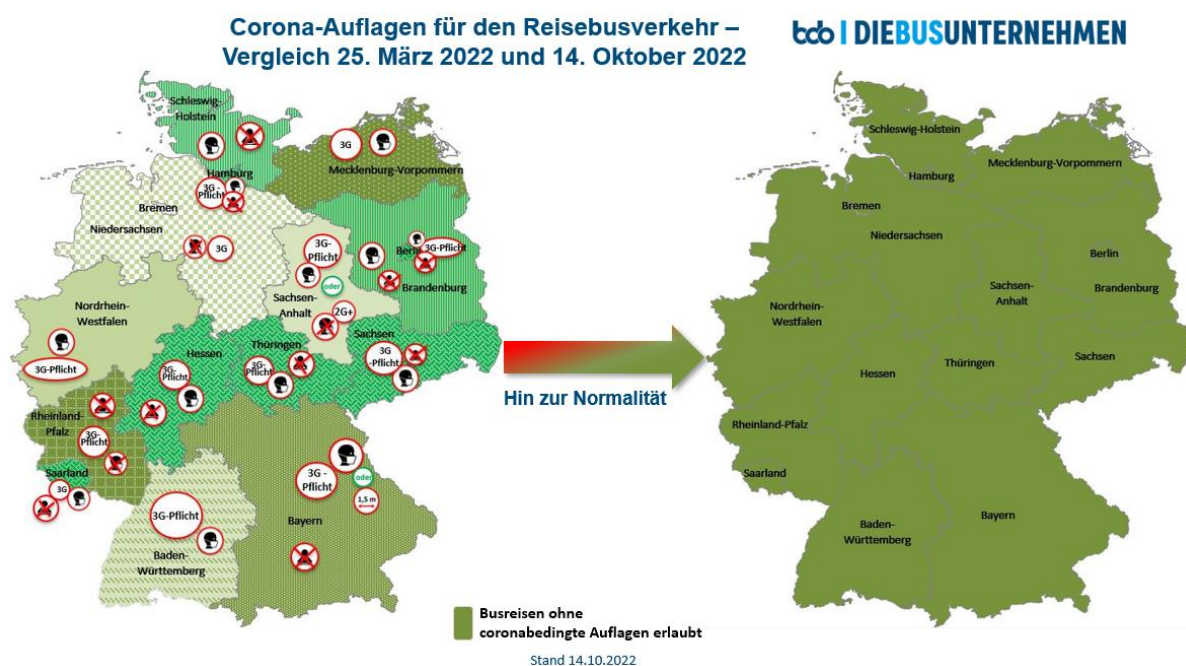 Corona-Auflagen für den Reisebusverkehr –
Vergleich 25. März 2022 und 14. Oktober 2022
bdo | DIEBUSUNTERNEHMEN
Schleswig-
Holstein
3G
Mecklenburg-Vorpommern
Hamburg
3G -
Pflicht
Bremen
Niedersachsen
3G
3G-
Pflicht
oder
Sachsen-
Anhalt
2G+
Berlin
3G-Pflicht
Brandenburg
Nordrhein-
Westfalen
3G-Pflicht
Hessen
3G-
Pflicht
Thüringen
3G-
Pflicht
Sachsen
3G
-Pflicht
Rheinland-
Pfalz
3G-
Pflicht
Saarland
3G
3G-Pflicht
Baden-
Württemberg
3G -
Pflicht
oder
1,5 m
Bayern
Hin zur Normalität
Schleswig-Holstein
Mecklenburg-Vorpommern
Hamburg
Bremen
Niedersachsen
Berlin
Sachsen-
Anhalt
Brandenburg
Nordrhein-
Westfalen
Hessen
Thüringen
Sachsen
Rheinland-Pfalz
Saarland
Baden-
Württemberg
Bayern
Busreisen ohne
coronabedingte Auflagen erlaubt
Stand 14.10.2022